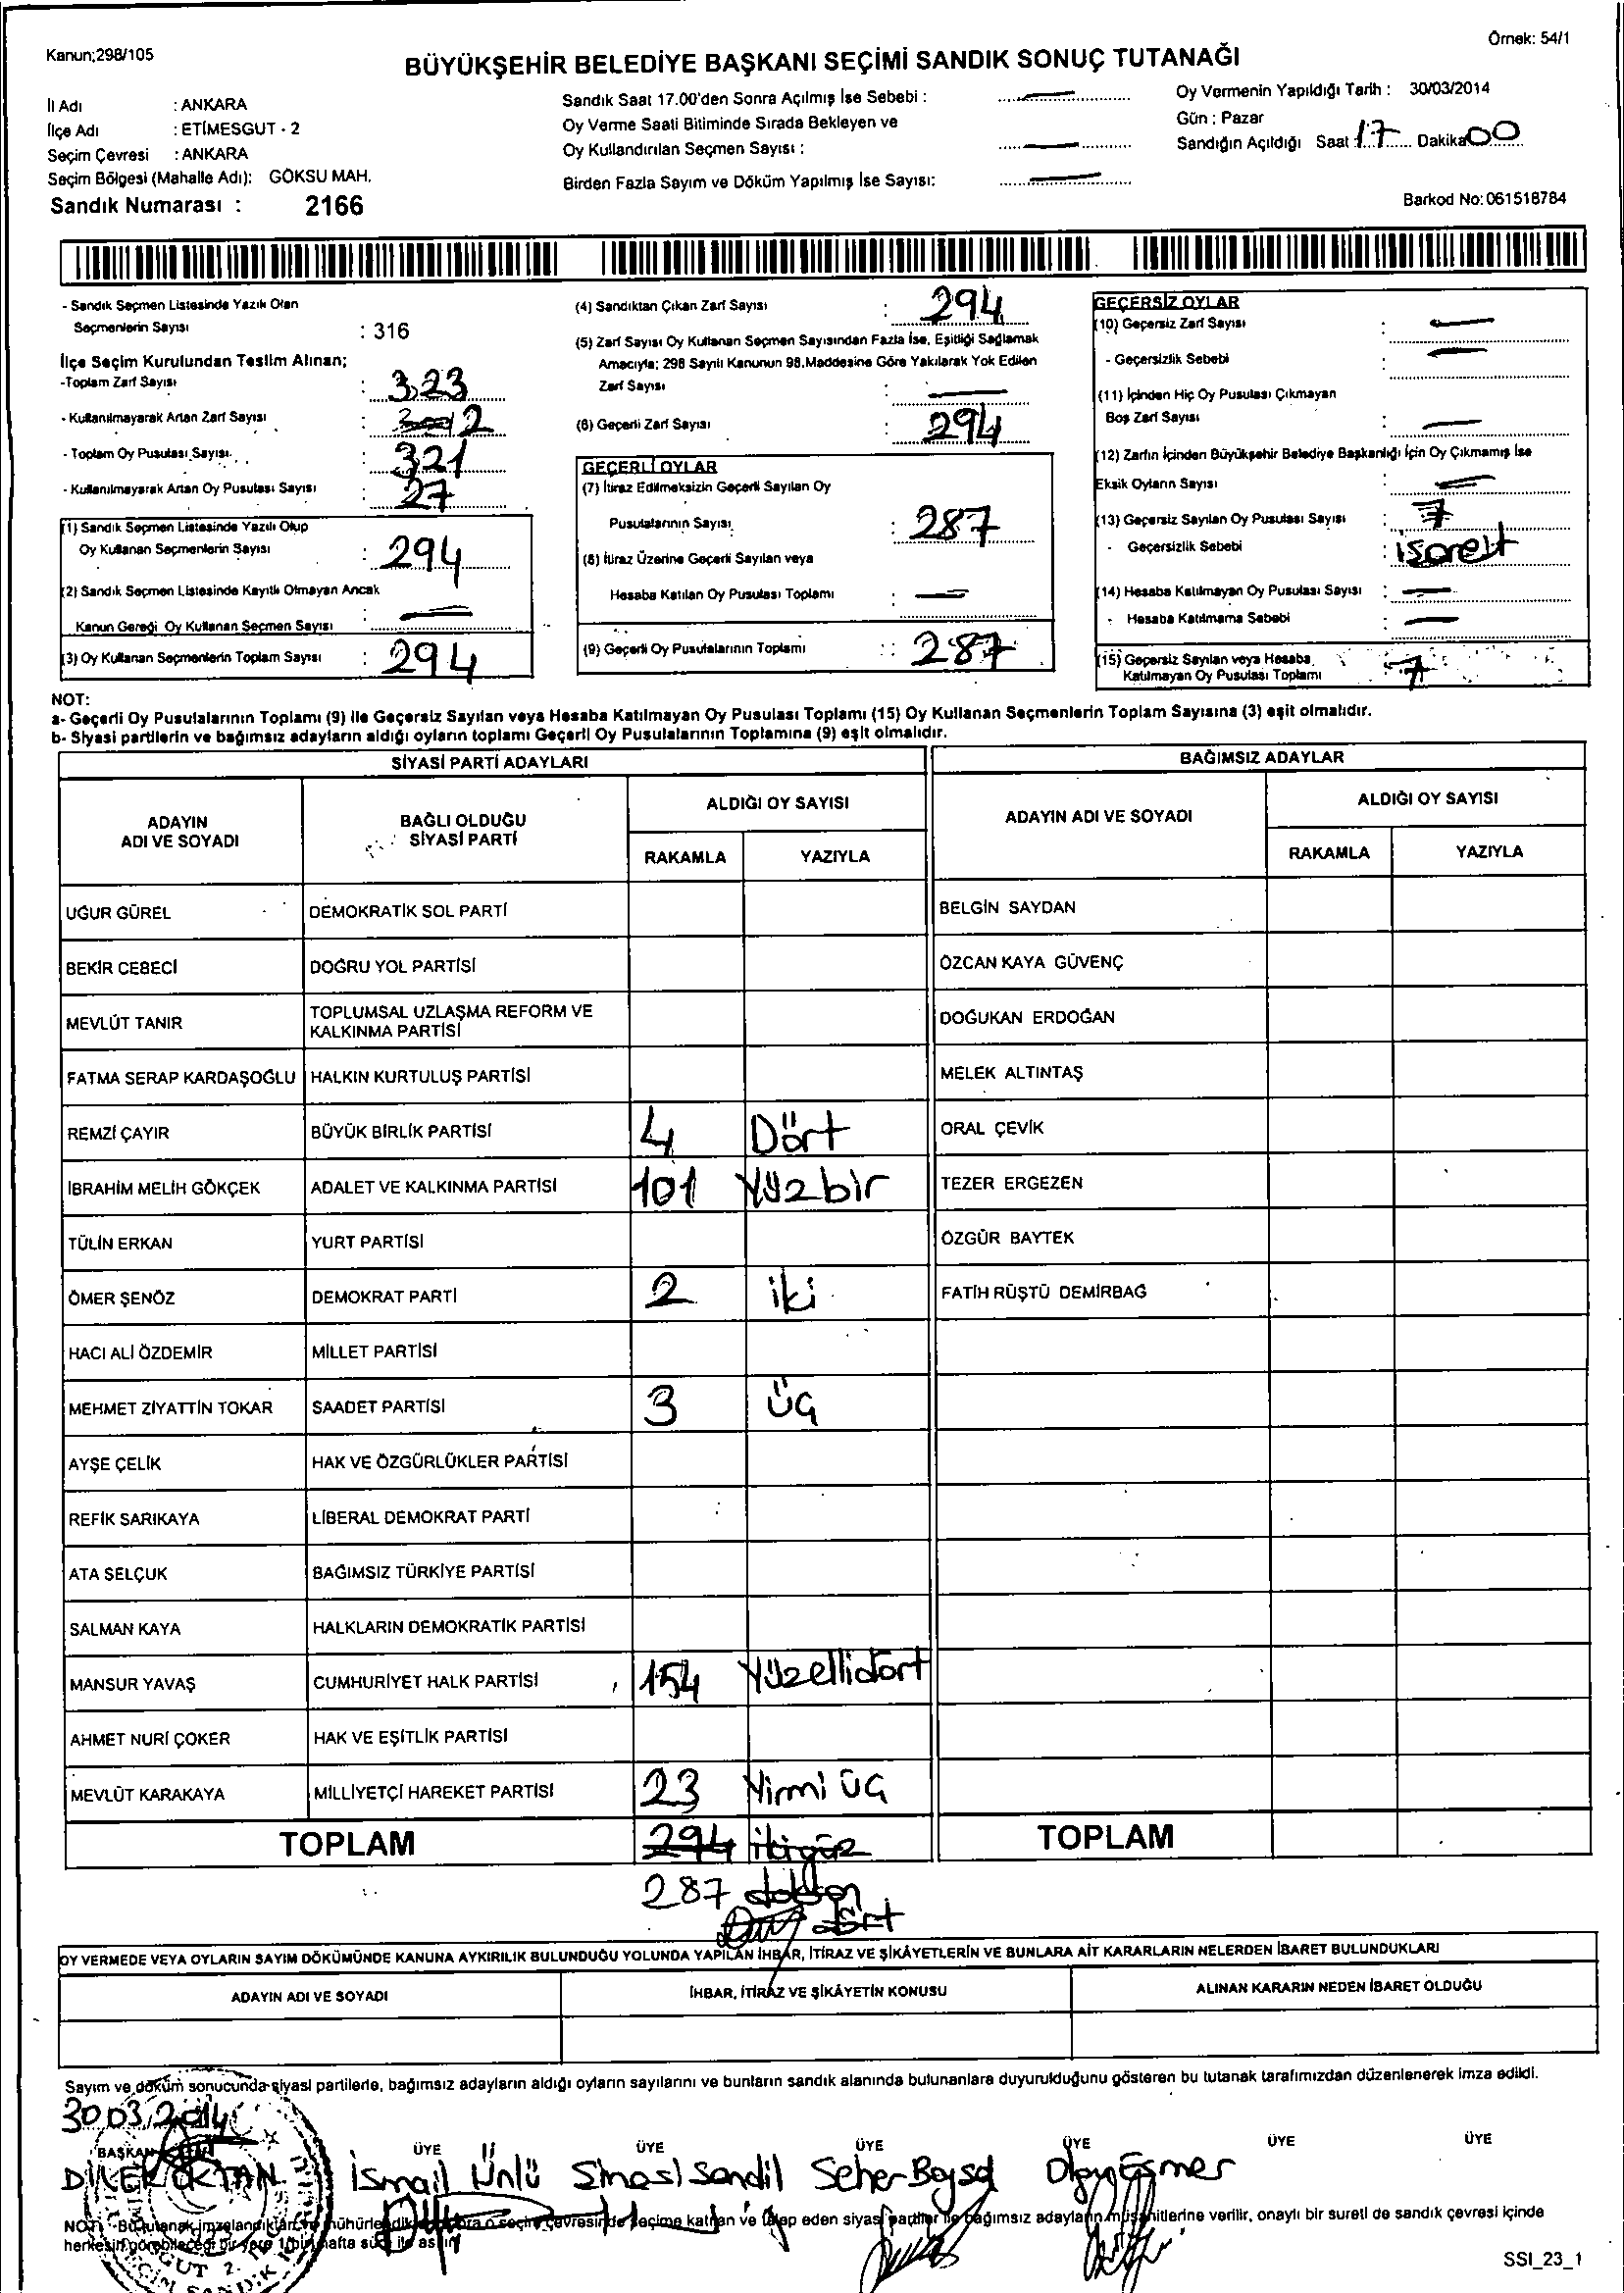 Kanun;298/105
Örnek: 54/1
BÜYÜKŞEHİR BELEDİYE BAŞKANI SEÇİMİ SANDIK SONUÇ TUTANAĞI
İl Adı : ANKARA
İlçe Adı : ETİMESGUT - 2
Seçim Çevresi : ANKARA
Seçim Bölgesi (Mahalle Adı): GÖKSU MAH.
Sandık Numarası : 2166
Sandık Saat 17.00'den Sonra Açılmış İse Sebebi :
Oy Verme Saati Bitiminde Sırada Bekleyen ve
Oy Kullandırılan Seçmen Sayısı :
Birden Fazla Sayım ve Döküm Yapılmış İse Sayısı:
Oy Vermenin Yapıldığı Tarih : 30/03/2014
Gün : Pazar
Sandığın Açıldığı Saat : 17 Dakika 00
Barkod No: 061518784
- Sandık Seçmen Listesinde Yazılı Olan
Seçmenlerin Sayısı : 316
İlçe Seçim Kurulundan Teslim Alınan;
-Toplam Zarf Sayısı : 323
- Kullanılmayarak Artan Zarf Sayısı : 2
- Toplam Oy Pusulası Sayısı : 321
- Kullanılmayarak Artan Oy Pusulası Sayısı : 27
(1) Sandık Seçmen Listesinde Yazılı Olup
Oy Kullanan Seçmenlerin Sayısı : 294
(2) Sandık Seçmen Listesinde Kayıtlı Olmayan Ancak
Kanun Gereği Oy Kullanan Seçmen Sayısı :
(3) Oy Kullanan Seçmenlerin Toplam Sayısı : 294
(4) Sandıktan Çıkan Zarf Sayısı : 294
(5) Zarf Sayısı Oy Kullanan Seçmen Sayısından Fazla İse, Eşitliği Sağlamak
Amacıyla; 298 Sayılı Kanunun 98.Maddesine Göre Yakılarak Yok Edilen
Zarf Sayısı :
(6) Geçerli Zarf Sayısı : 294
GEÇERLİ OYLAR
(7) İtiraz Edilmeksizin Geçerli Sayılan Oy
Pusulalarının Sayısı : 287
(8) İtiraz Üzerine Geçerli Sayılan veya
Hesaba Katılan Oy Pusulası Toplamı :
(9) Geçerli Oy Pusulalarının Toplamı : 287
GEÇERSİZ OYLAR
(10) Geçersiz Zarf Sayısı :
- Geçersizlik Sebebi :
(11) İçinden Hiç Oy Pusulası Çıkmayan
Boş Zarf Sayısı :
(12) Zarfın İçinden Büyükşehir Belediye Başkanlığı İçin Oy Çıkmamış İse
Eksik Oyların Sayısı :
(13) Geçersiz Sayılan Oy Pusulası Sayısı : 7
- Geçersizlik Sebebi :
(14) Hesaba Katılmayan Oy Pusulası Sayısı :
- Hesaba Katılmama Sebebi :
(15) Geçersiz Sayılan veya Hesaba
Katılmayan Oy Pusulası Toplamı : 7
NOT:
a- Geçerli Oy Pusulalarının Toplamı (9) ile Geçersiz Sayılan veya Hesaba Katılmayan Oy Pusulası Toplamı (15) Oy Kullanan Seçmenlerin Toplam Sayısına (3) eşit olmalıdır.
b- Siyasi partilerin ve bağımsız adayların aldığı oyların toplamı Geçerli Oy Pusulalarının Toplamına (9) eşit olmalıdır.
SİYASİ PARTİ ADAYLARI
BAĞIMSIZ ADAYLAR
ADAYIN
ADI VE SOYADI
BAĞLI OLDUĞU
SİYASİ PARTİ
ALDIĞI OY SAYISI
RAKAMLA YAZIYLA
ADAYIN ADI VE SOYADI
ALDIĞI OY SAYISI
RAKAMLA YAZIYLA
UĞUR GÜREL DEMOKRATİK SOL PARTİ BELGİN SAYDAN
BEKİR CEBECİ DOĞRU YOL PARTİSİ ÖZCAN KAYA GÜVENÇ
MEVLÜT TANIR TOPLUMSAL UZLAŞMA REFORM VE
KALKINMA PARTİSİ DOĞUKAN ERDOĞAN
FATMA SERAP KARDAŞOĞLU HALKIN KURTULUŞ PARTİSİ MELEK ALTINTAŞ
REMZİ ÇAYIR BÜYÜK BİRLİK PARTİSİ 4 Dört ORAL ÇEVİK
İBRAHİM MELİH GÖKÇEK ADALET VE KALKINMA PARTİSİ 101 Yüzbir TEZER ERGEZEN
TÜLİN ERKAN YURT PARTİSİ ÖZGÜR BAYTEK
ÖMER ŞENÖZ DEMOKRAT PARTİ 2 iki FATİH RÜŞTÜ DEMİRBAĞ
HACI ALİ ÖZDEMİR MİLLET PARTİSİ
MEHMET ZİYATTİN TOKAR SAADET PARTİSİ 3 üç
AYŞE ÇELİK HAK VE ÖZGÜRLÜKLER PARTİSİ
REFİK SARIKAYA LİBERAL DEMOKRAT PARTİ
ATA SELÇUK BAĞIMSIZ TÜRKİYE PARTİSİ
SALMAN KAYA HALKLARIN DEMOKRATİK PARTİSİ
MANSUR YAVAŞ CUMHURİYET HALK PARTİSİ 154 Yüzellidört
AHMET NURİ ÇOKER HAK VE EŞİTLİK PARTİSİ
MEVLÜT KARAKAYA MİLLİYETÇİ HAREKET PARTİSİ 23 Yirmi üç
TOPLAM 294 ikiyüz TOPLAM
287 doksan
dört
OY VERMEDE VEYA OYLARIN SAYIM DÖKÜMÜNDE KANUNA AYKIRILIK BULUNDUĞU YOLUNDA YAPILAN İHBAR, İTİRAZ VE ŞİKÂYETLERİN VE BUNLARA AİT KARARLARIN NELERDEN İBARET BULUNDUKLARI
ADAYIN ADI VE SOYADI İHBAR, İTİRAZ VE ŞİKÂYETİN KONUSU ALINAN KARARIN NEDEN İBARET OLDUĞU
Sayım ve döküm sonucunda siyasi partilerle, bağımsız adayların aldığı oyların sayılarını ve bunların sandık alanında bulunanlara duyurulduğunu gösteren bu tutanak tarafımızdan düzenlenerek imza edildi.
30.03.2014
BAŞKAN ÜYE ÜYE ÜYE ÜYE ÜYE ÜYE
DİLEK OKTAN İsmail Ünlü Sinasi Sandil Seher
NOT: Bu tutanak imzalandıktan ve mühürlendikten sonra o seçim çevresinde seçime katılan ve talep eden siyasi partiler ile bağımsız adayların müşahitlerine verilir, onaylı bir sureti de sandık çevresi içinde
herkesin görebileceği bir yere 1 bir hafta süre ile asılır
SSI_23_1